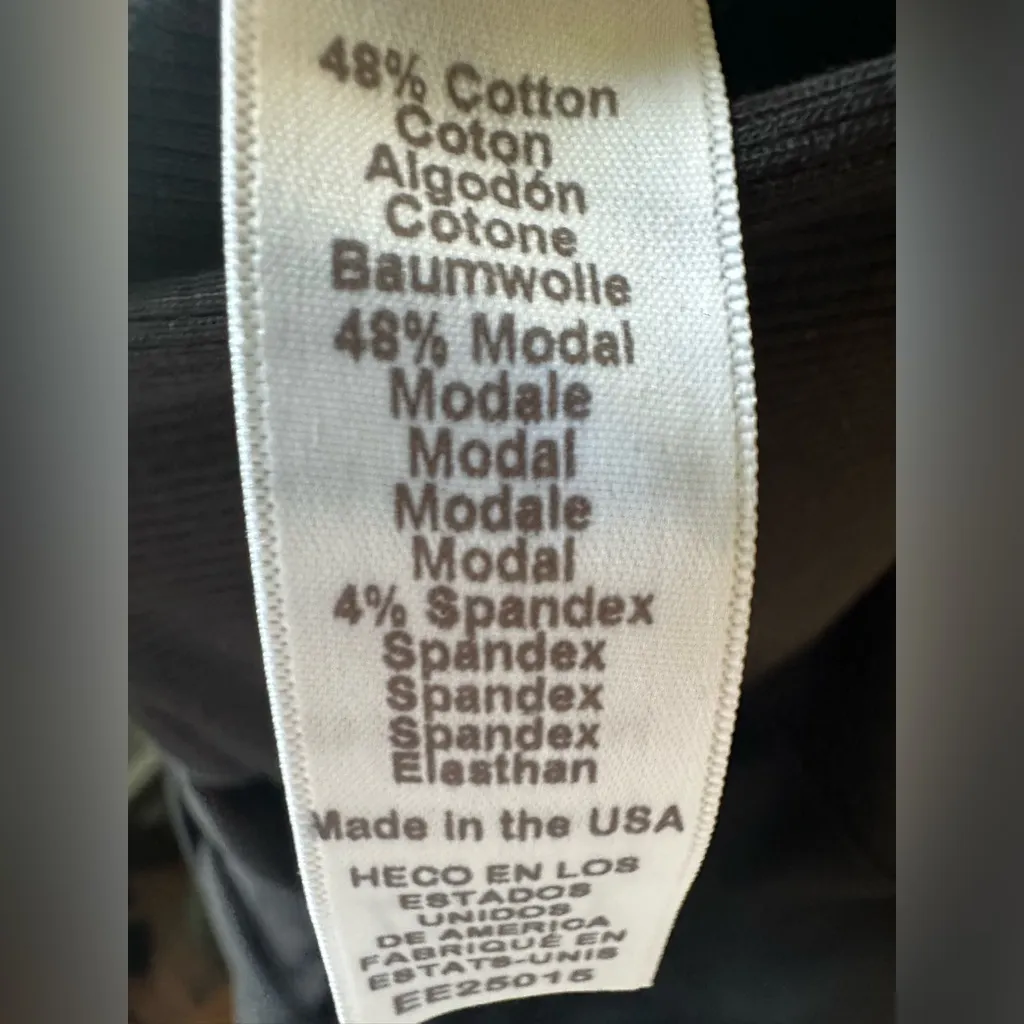 48% Cotton
Coton
Algodón
Cotone
Baumwolle
48% Modal
Modale
Modal
Modale
Modal
4% Spandex
Spandex
Spandex
Spandex
Elasthan
Made in the USA
HECO EN LOS
ESTADOS
UNIDOS
DE AMERICA
FABRIQUÉ EN
ESTATS-UNIS
EE25015